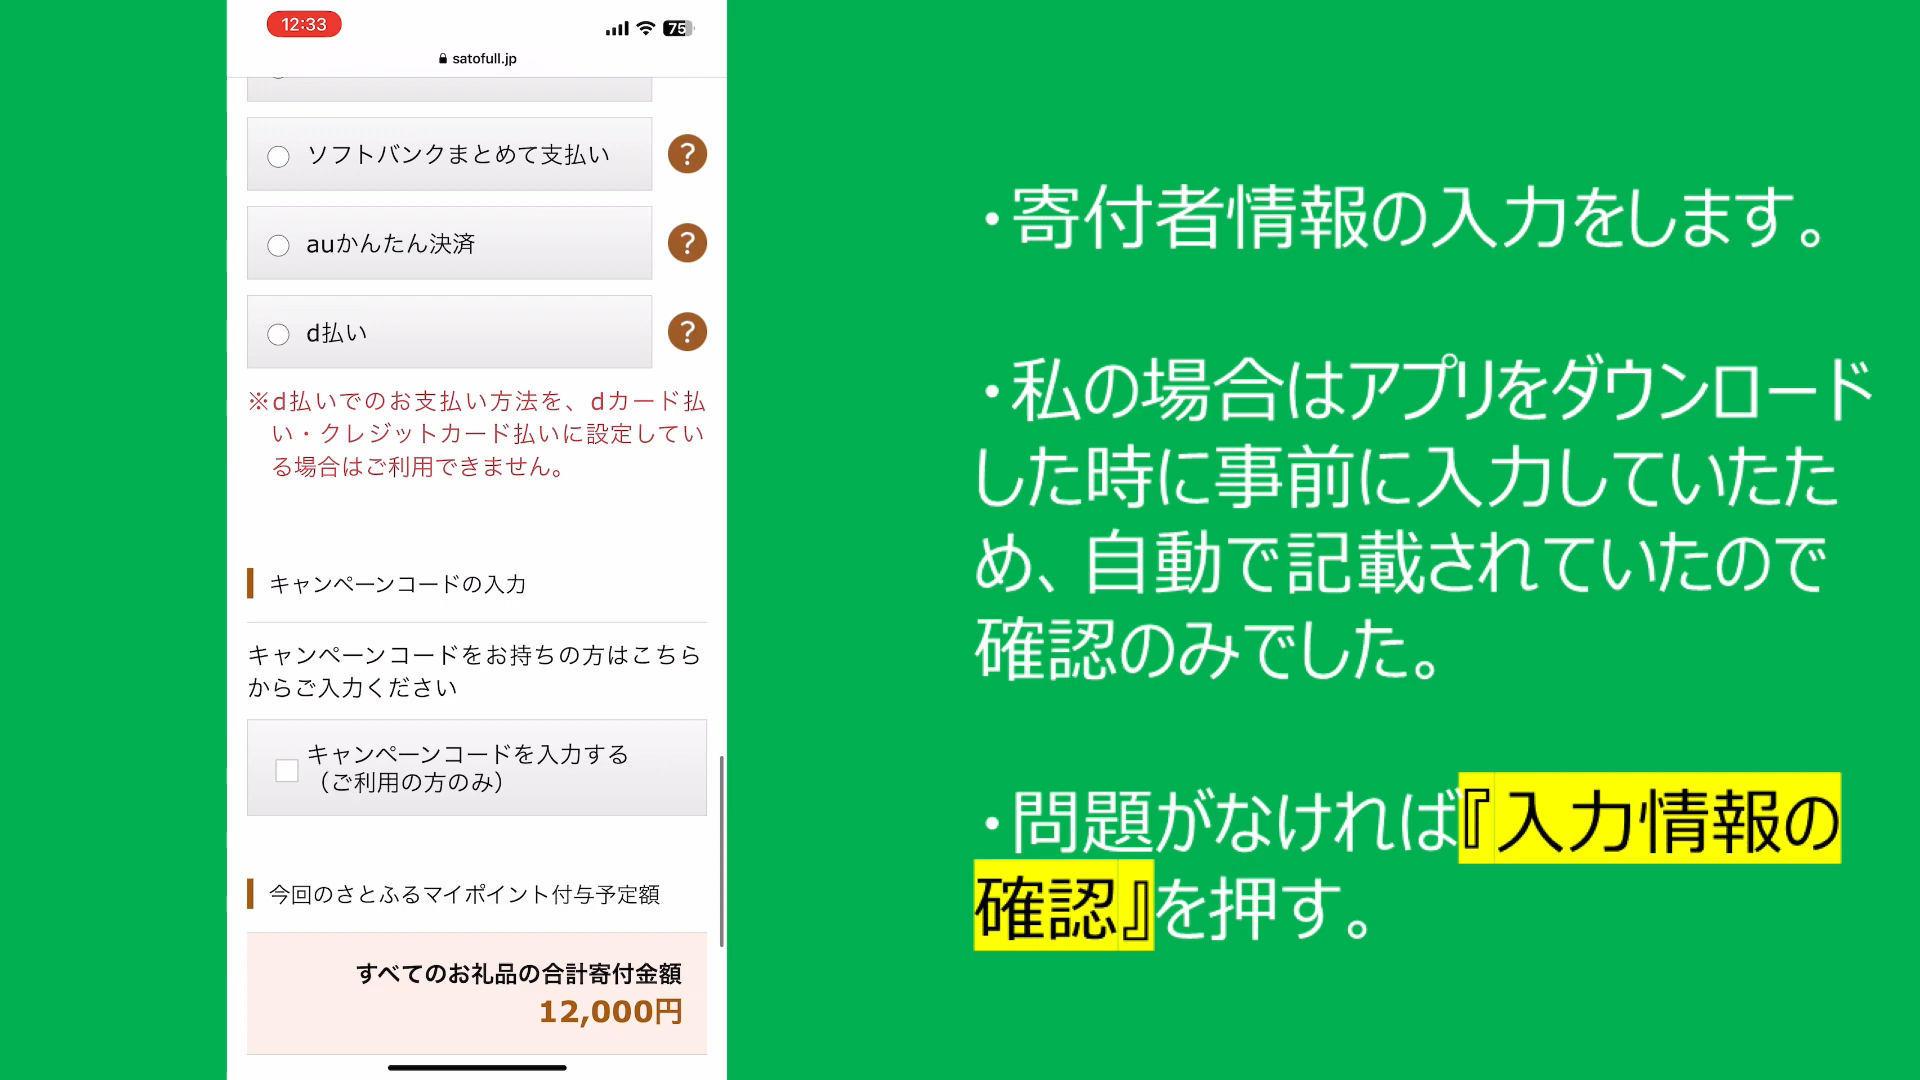 12:33
75
satofull.jp
ソフトバンクまとめて支払い
?
auかんたん決済
?
d払い
?
※d払いでのお支払い方法を、dカード払
い・クレジットカード払いに設定してい
る場合はご利用できません。
キャンペーンコードの入力
キャンペーンコードをお持ちの方はこちら
からご入力ください
キャンペーンコードを入力する
（ご利用の方のみ）
今回のさとふるマイポイント付与予定額
すべてのお礼品の合計寄付金額
12,000円
・寄付者情報の入力をします。
・私の場合はアプリをダウンロード
した時に事前に入力していたた
め、自動で記載されていたので
確認のみでした。
・問題がなければ『入力情報の
確認』を押す。